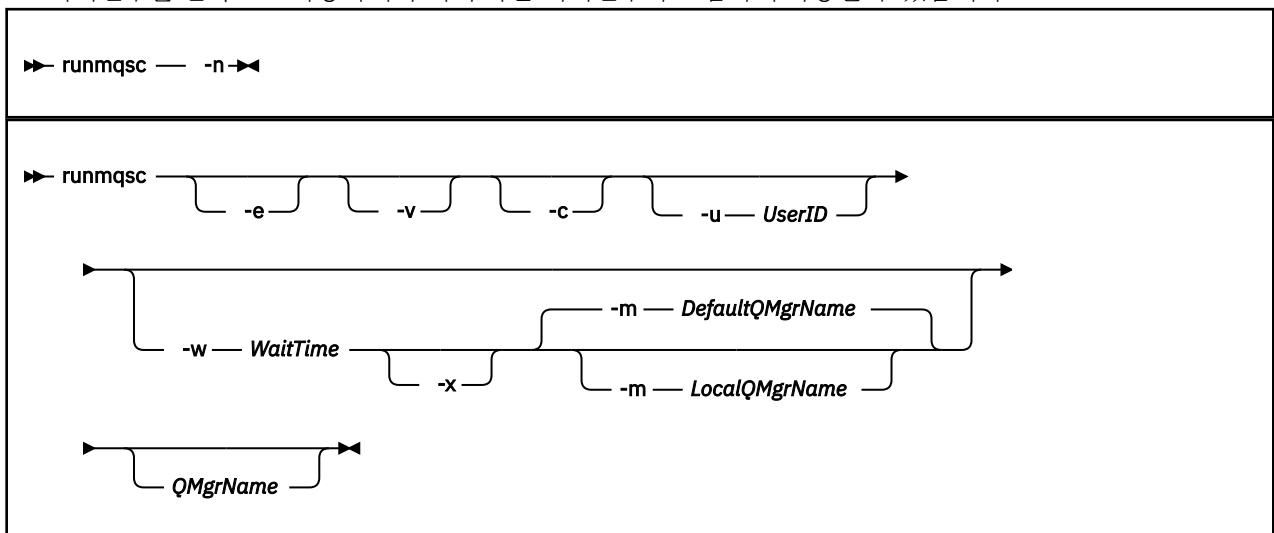 runmqsc -n
runmqsc
-e -v -c -u UserID
-m DefaultQMgrName
-w WaitTime
-x -m LocalQMgrName
QMgrName